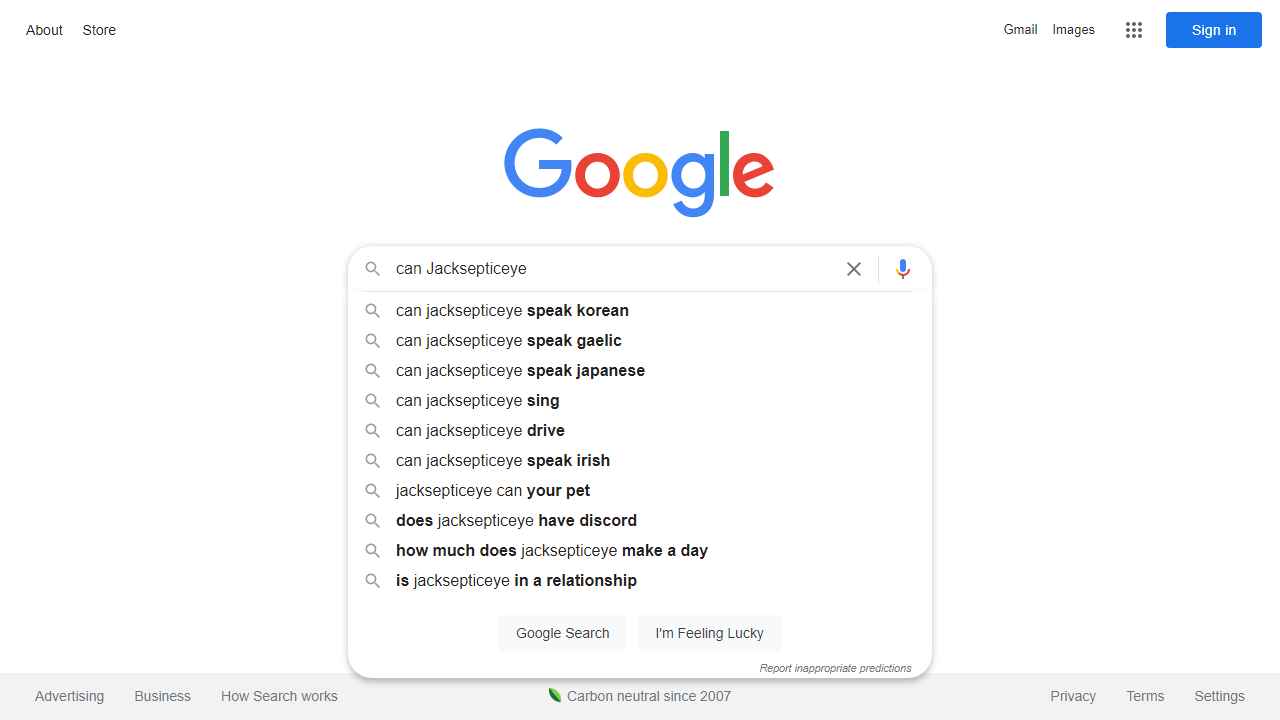 About Store Gmail Images Sign in
Google
can Jacksepticeye
can jacksepticeye speak korean
can jacksepticeye speak gaelic
can jacksepticeye speak japanese
can jacksepticeye sing
can jacksepticeye drive
can jacksepticeye speak irish
jacksepticeye can your pet
does jacksepticeye have discord
how much does jacksepticeye make a day
is jacksepticeye in a relationship
Google Search I'm Feeling Lucky
Report inappropriate predictions
Advertising Business How Search works Carbon neutral since 2007 Privacy Terms Settings